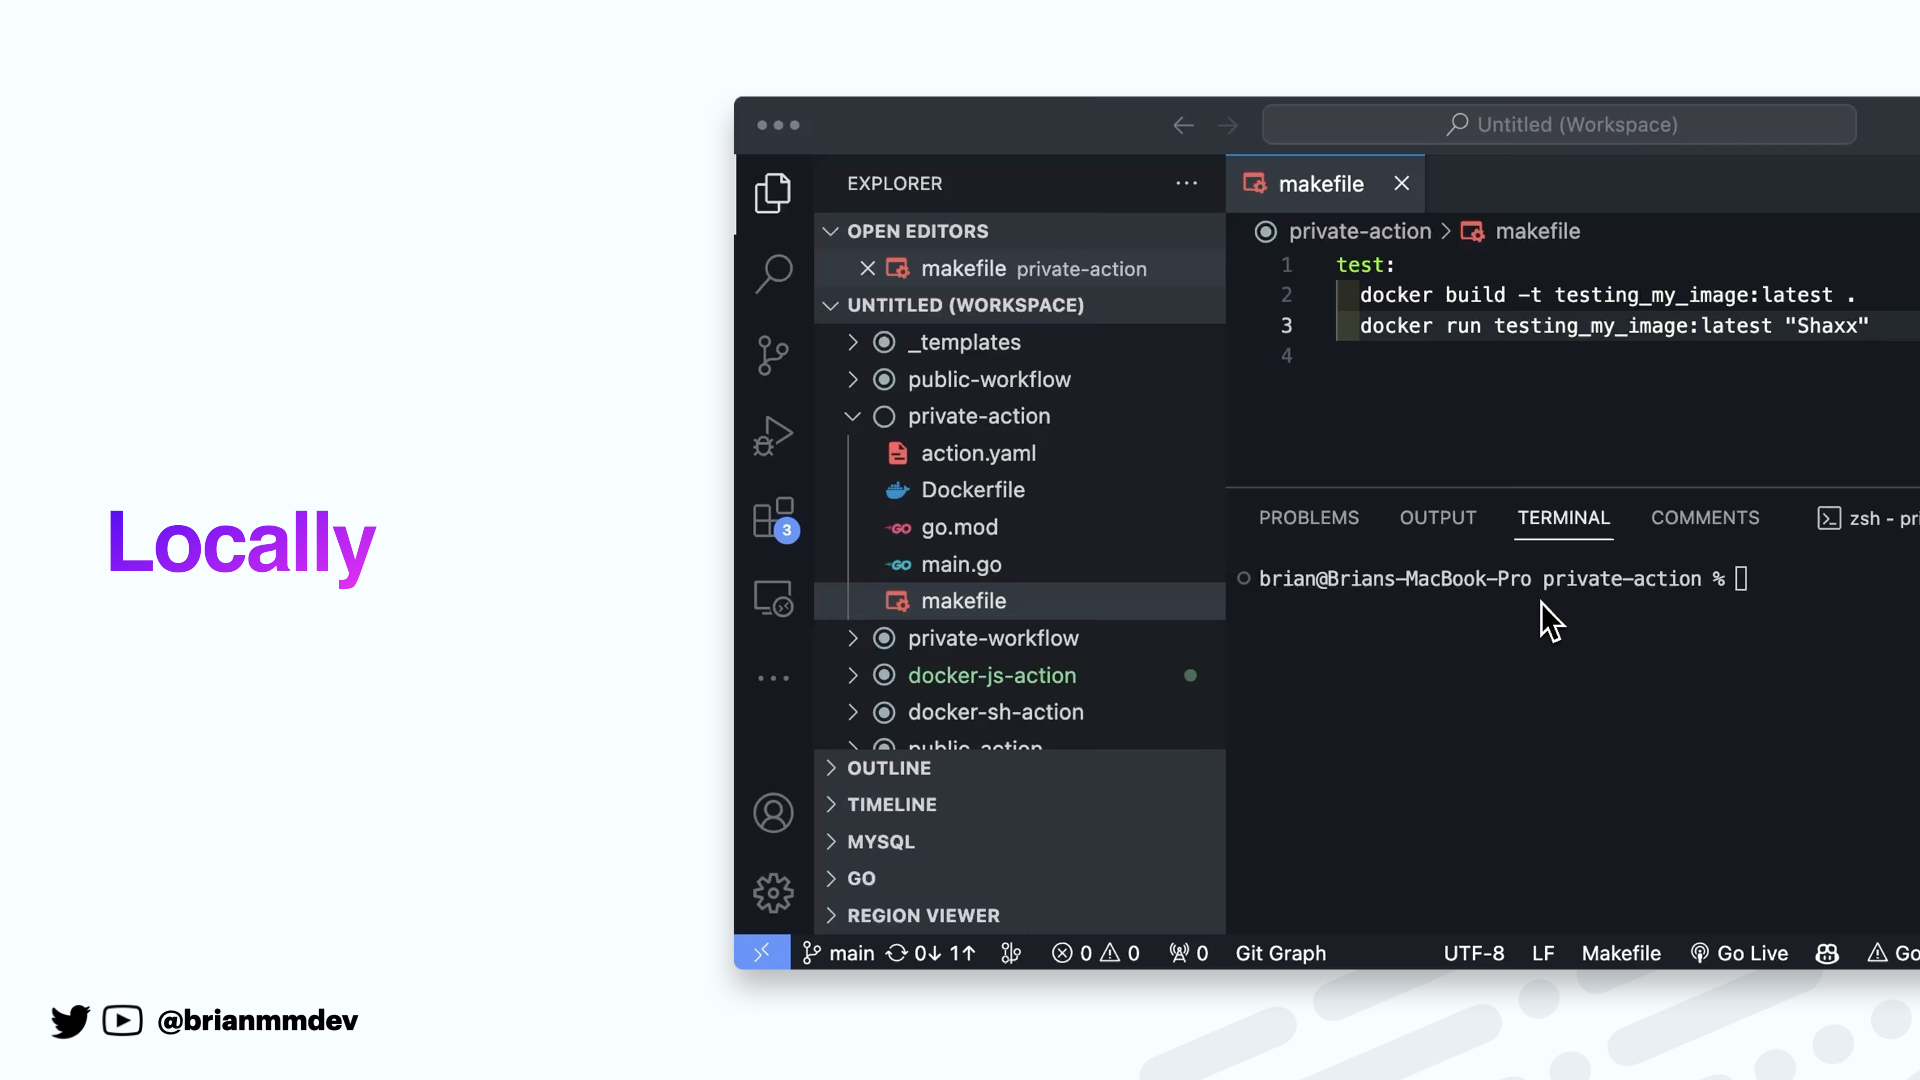 Locally
@brianmmdev
Untitled (Workspace)
EXPLORER
OPEN EDITORS
makefile private-action
UNTITLED (WORKSPACE)
_templates
public-workflow
private-action
action.yaml
Dockerfile
go.mod
main.go
makefile
private-workflow
docker-js-action
docker-sh-action
public-action
OUTLINE
TIMELINE
MYSQL
GO
REGION VIEWER
3
makefile
private-action > makefile
1 test:
2 docker build -t testing_my_image:latest .
3 docker run testing_my_image:latest "Shaxx"
4
PROBLEMS OUTPUT TERMINAL COMMENTS zsh - pri
brian@Brians-MacBook-Pro private-action %
main 0↓ 1↑ 0 0 0 Git Graph UTF-8 LF Makefile Go Live Go